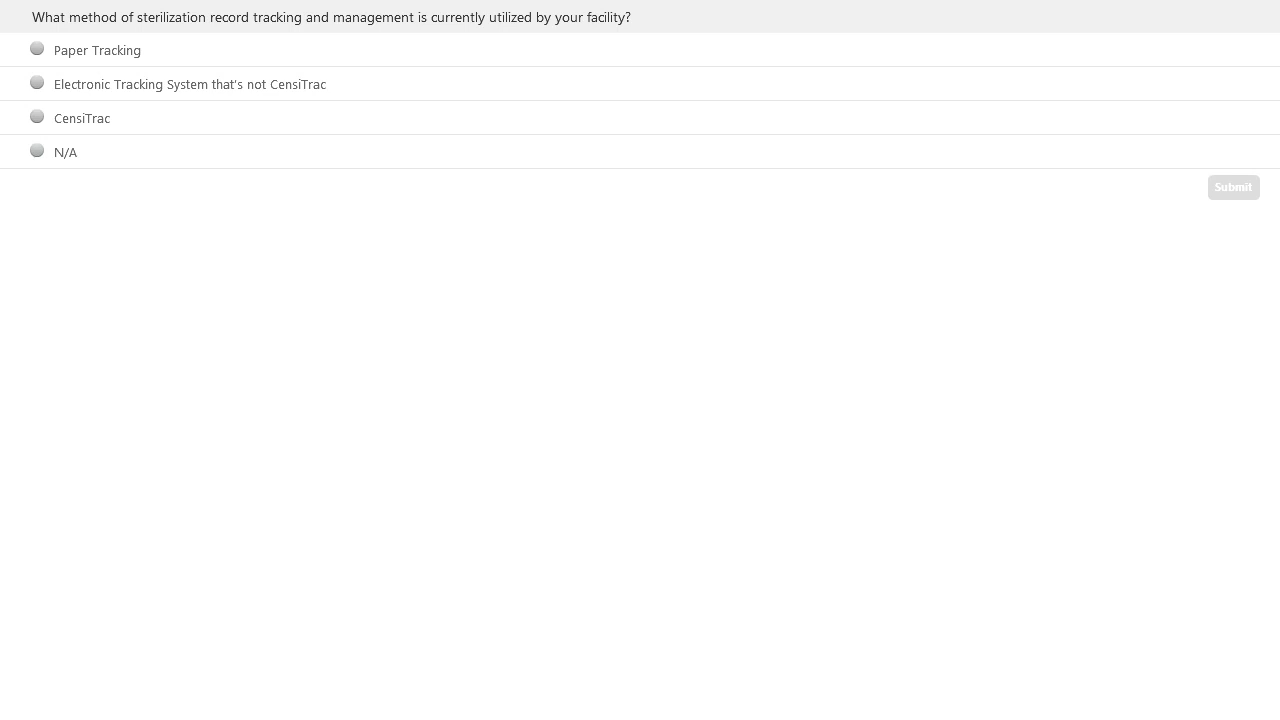 What method of sterilization record tracking and management is currently utilized by your facility?
Paper Tracking
Electronic Tracking System that's not CensiTrac
CensiTrac
N/A
Submit